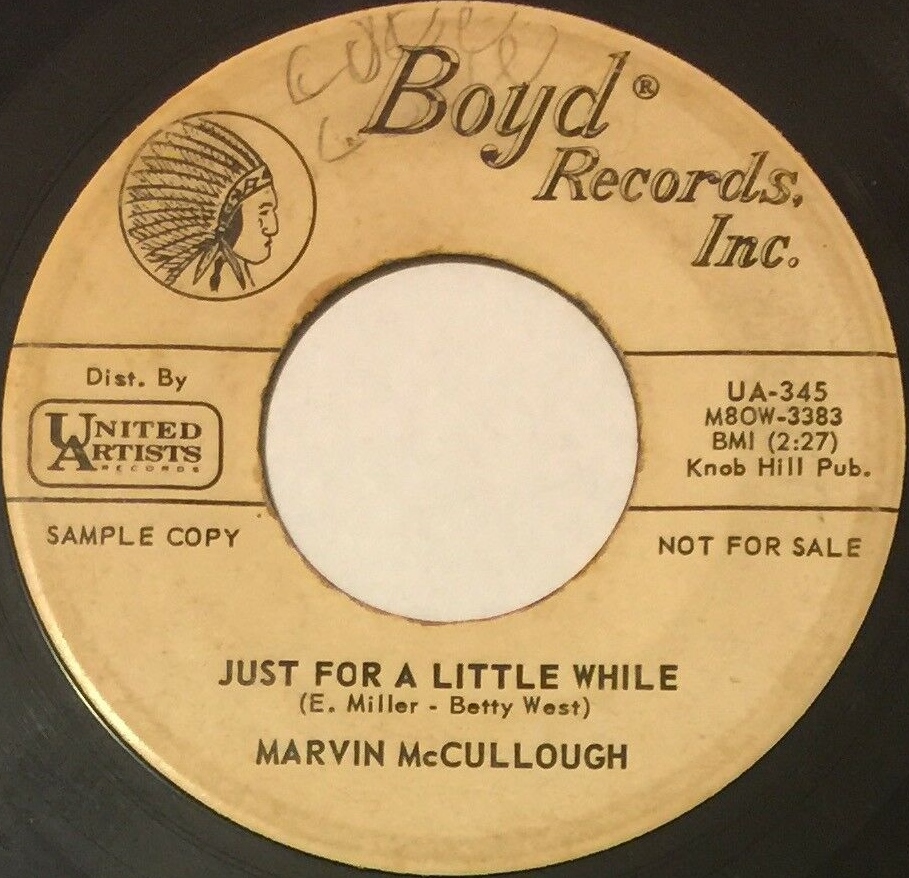 Boyd®
Records,
Inc.
Dist. By
UNITED
ARTISTS
RECORDS
UA-345
M8OW-3383
BMI (2:27)
Knob Hill Pub.
SAMPLE COPY
NOT FOR SALE
JUST FOR A LITTLE WHILE
(E. Miller - Betty West)
MARVIN McCULLOUGH